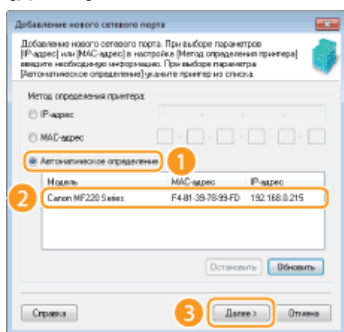 Добавление нового сетевого порта
Добавление нового сетевого порта. При выборе параметров
[IP-адрес] или [MAC-адрес] в настройке [Метод определения принтера]
введите необходимую информацию. При выборе параметра
[Автоматическое определение] укажите принтер из списка.
Метод определения принтера:
IP-адрес
MAC-адрес
Автоматическое определение 1
Модель MAC-адрес IP-адрес
2 Canon MF220 Series F4-81-39-78-99-FD 192.168.0.215
Остановить Обновить
Справка 3 Далее > Отмена